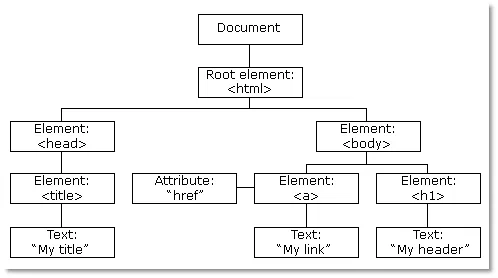 Document
Root element:
<html>
Element:
<head>
Element:
<body>
Element:
<title>
Attribute:
“href”
Element:
<a>
Element:
<h1>
Text:
“My title”
Text:
“My link”
Text:
“My header”